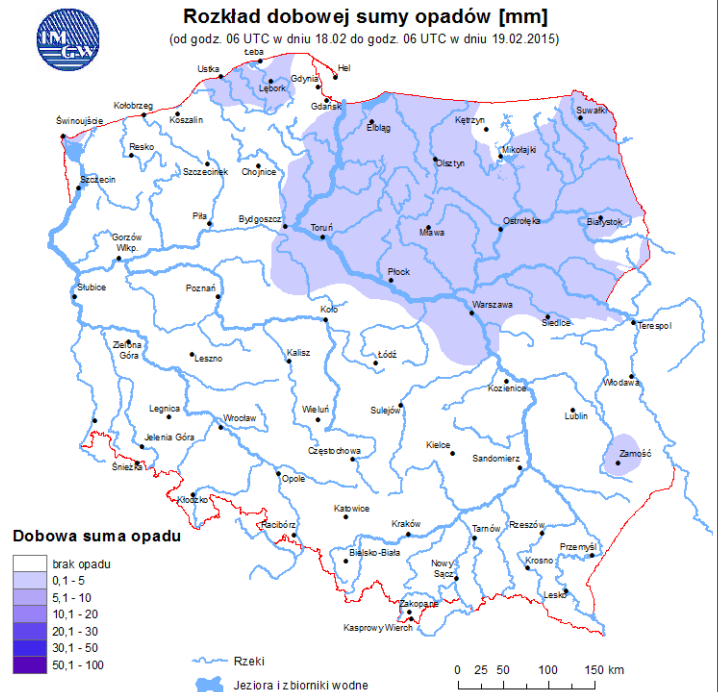 Rozkład dobowej sumy opadów [mm]
(od godz. 06 UTC w dniu 18.02 do godz. 06 UTC w dniu 19.02.2015)
IM
GW
Łeba
Ustka
Hel
Lębork
Gdynia
Gdańsk
Kołobrzeg
Koszalin
Świnoujście
Elbląg
Kętrzyn
Suwałki
Resko
Szczecinek
Chojnice
Olsztyn
Mikołajki
Szczecin
Piła
Bydgoszcz
Toruń
Mława
Ostrołęka
Białystok
Gorzów
Wlkp.
Płock
Słubice
Poznań
Koło
Warszawa
Siedlce
Terespol
Zielona
Góra
Leszno
Kalisz
Łódź
Kozienice
Włodawa
Legnica
Wrocław
Wieluń
Sulejów
Lublin
Jelenia Góra
Śnieżka
Częstochowa
Kielce
Sandomierz
Zamość
Kłodzko
Opole
Racibórz
Katowice
Kraków
Tarnów
Rzeszów
Przemyśl
Bielsko-Biała
Nowy
Sącz
Krosno
Lesko
Zakopane
Kasprowy Wierch
Dobowa suma opadu
brak opadu
0,1 - 5
5,1 - 10
10,1 - 20
20,1 - 30
30,1 - 50
50,1 - 100
Rzeki
Jeziora i zbiorniki wodne
0 25 50 100 150 km